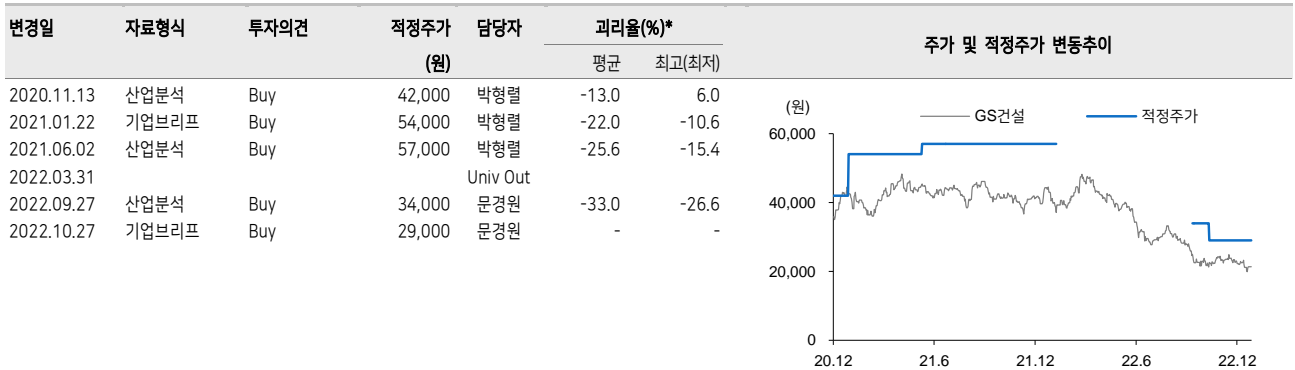 변경일 자료형식 투자의견 적정주가 담당자 괴리율(%)*
(원) 평균 최고(최저)
2020.11.13 산업분석 Buy 42,000 박형렬 -13.0 6.0
2021.01.22 기업브리프 Buy 54,000 박형렬 -22.0 -10.6
2021.06.02 산업분석 Buy 57,000 박형렬 -25.6 -15.4
2022.03.31 Univ Out
2022.09.27 산업분석 Buy 34,000 문경원 -33.0 -26.6
2022.10.27 기업브리프 Buy 29,000 문경원 - -
주가 및 적정주가 변동추이
(원)
GS건설 적정주가
60,000
40,000
20,000
0
20.12 21.6 21.12 22.6 22.12